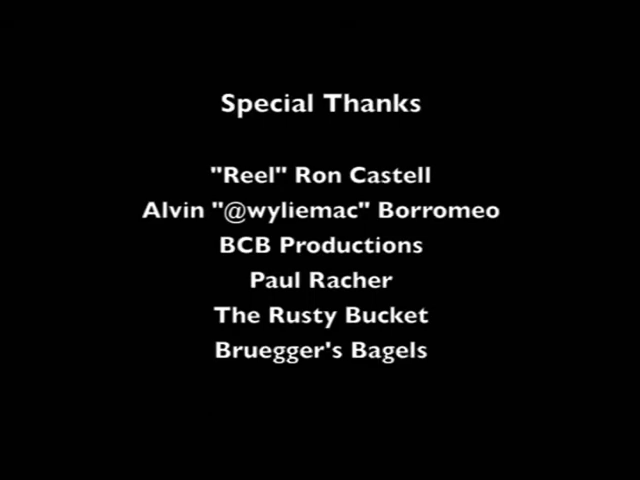 Special Thanks
"Reel" Ron Castell
Alvin "@wyliemac" Borromeo
BCB Productions
Paul Racher
The Rusty Bucket
Bruegger's Bagels